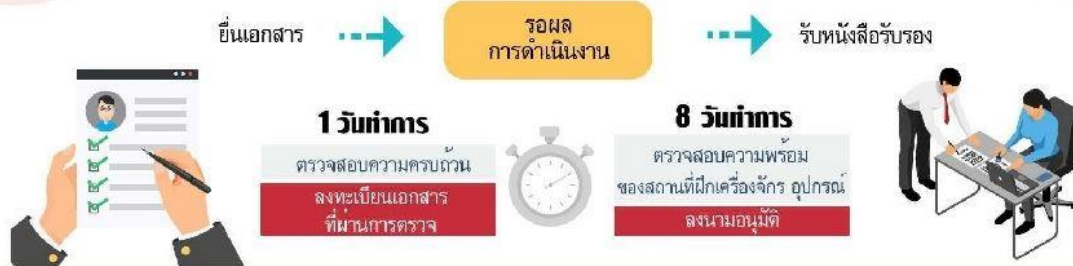 ยื่นเอกสาร
รอผล
การดำเนินงาน
รับหนังสือรับรอง
1 วันทำการ
ตรวจสอบความครบถ้วน
ลงทะเบียนเอกสาร
ที่ผ่านการตรวจ
8 วันทำการ
ตรวจสอบความพร้อม
ของสถานที่ฝึกเครื่องจักร อุปกรณ์
ลงนามอนุมัติ